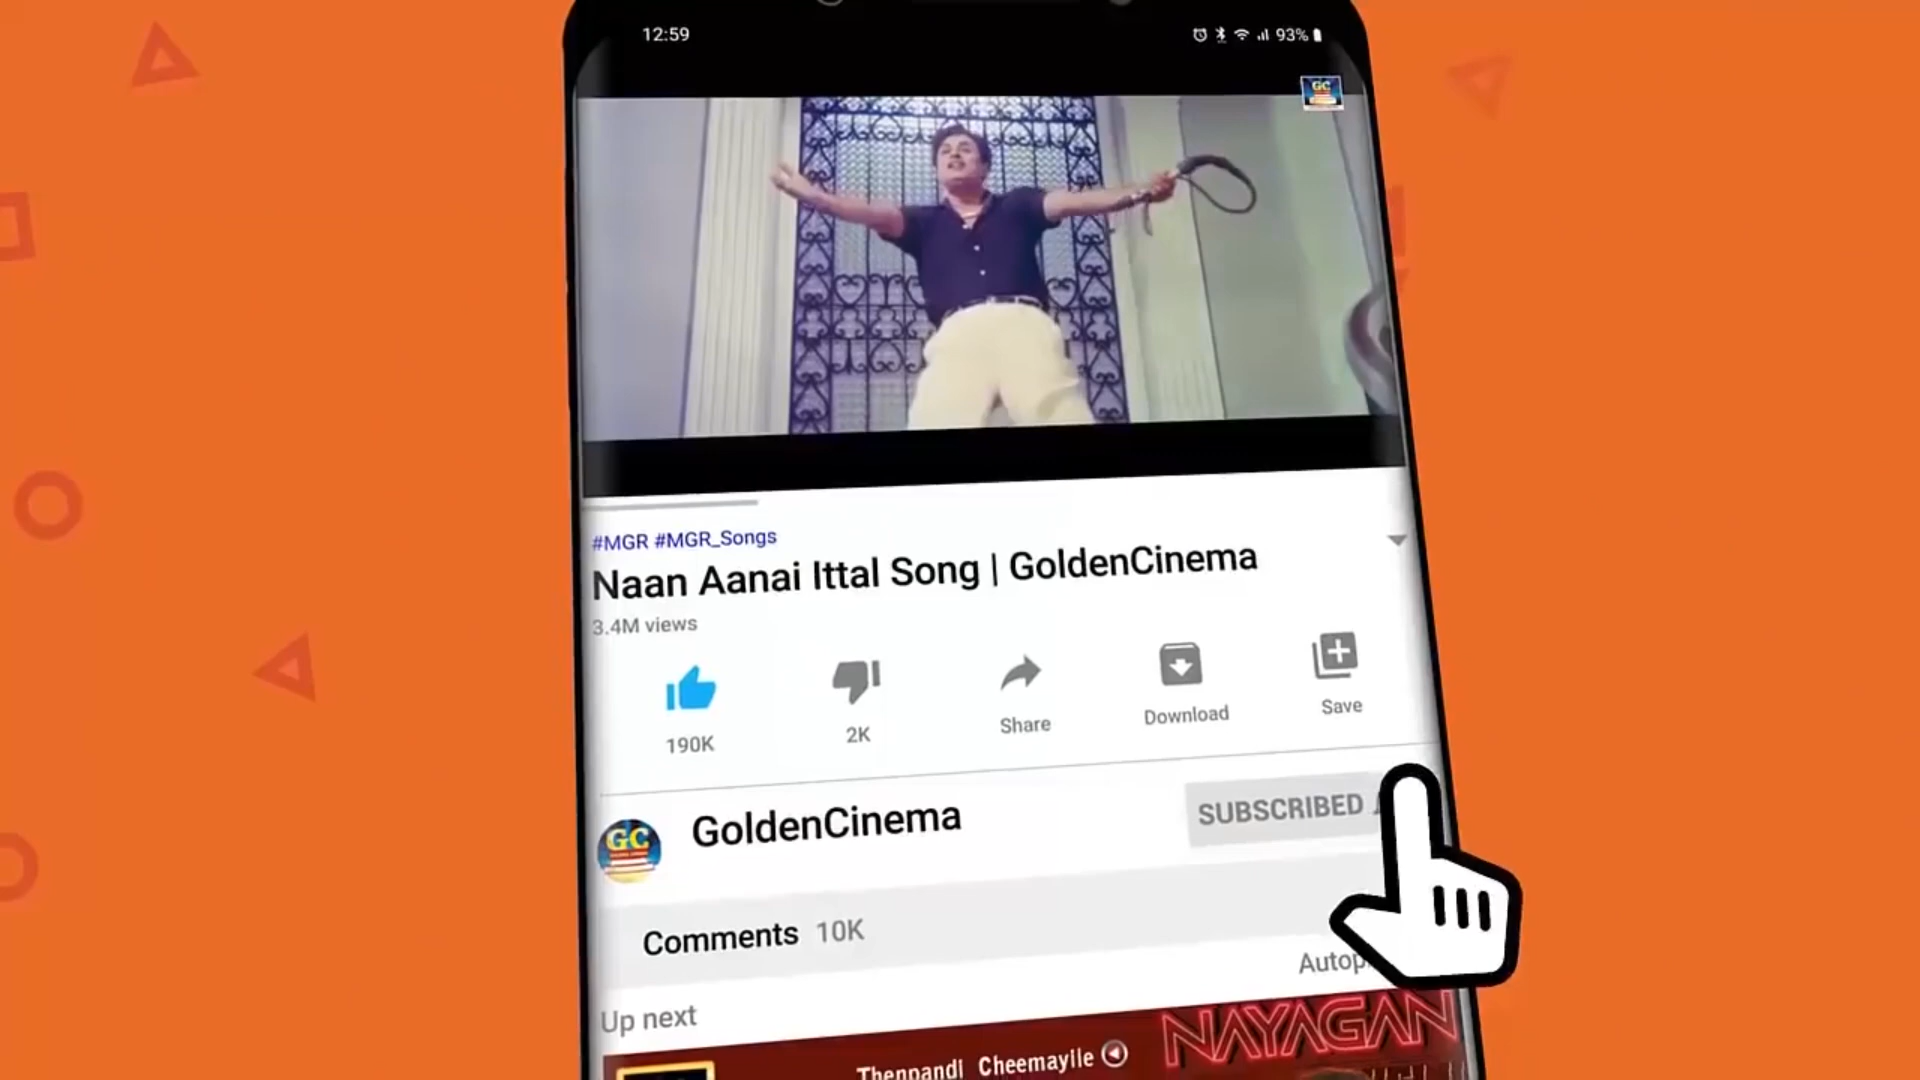 12:59
93%
GC
#MGR #MGR_Songs
Naan Aanai Ittal Song | GoldenCinema
3.4M views
190K
2K
Share
Download
Save
GC
GoldenCinema
SUBSCRIBED
Comments 10K
Up next
Thenpandi Cheemayile
NAYAGAN